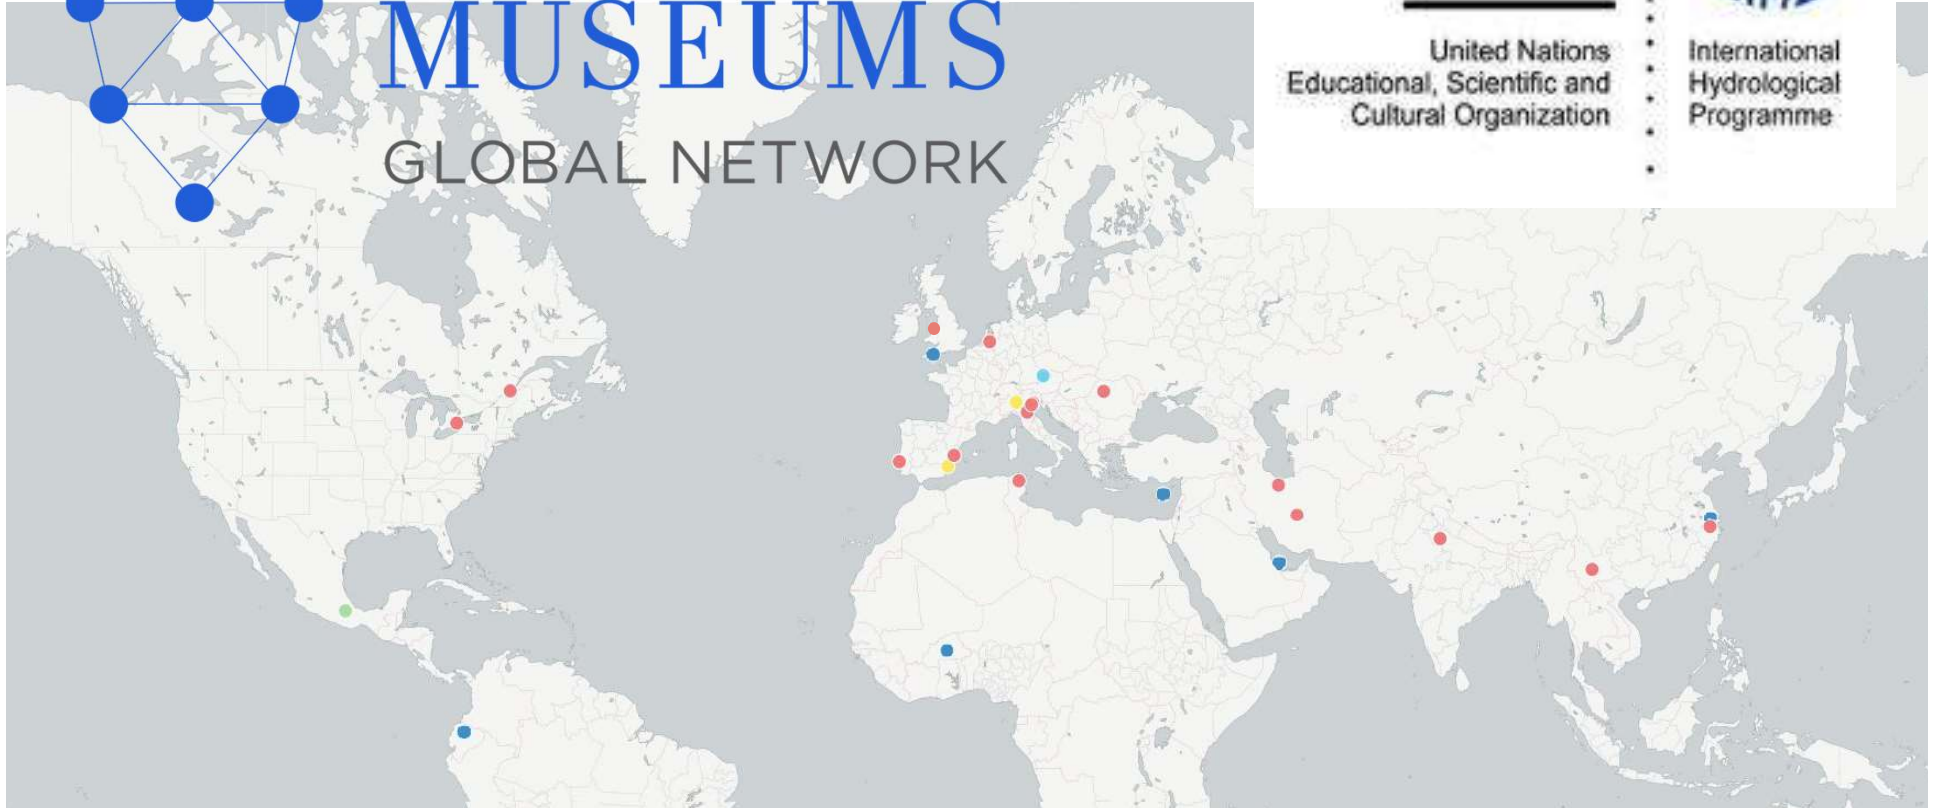 MUSEUMS
GLOBAL NETWORK
United Nations
Educational, Scientific and
Cultural Organization
International
Hydrological
Programme